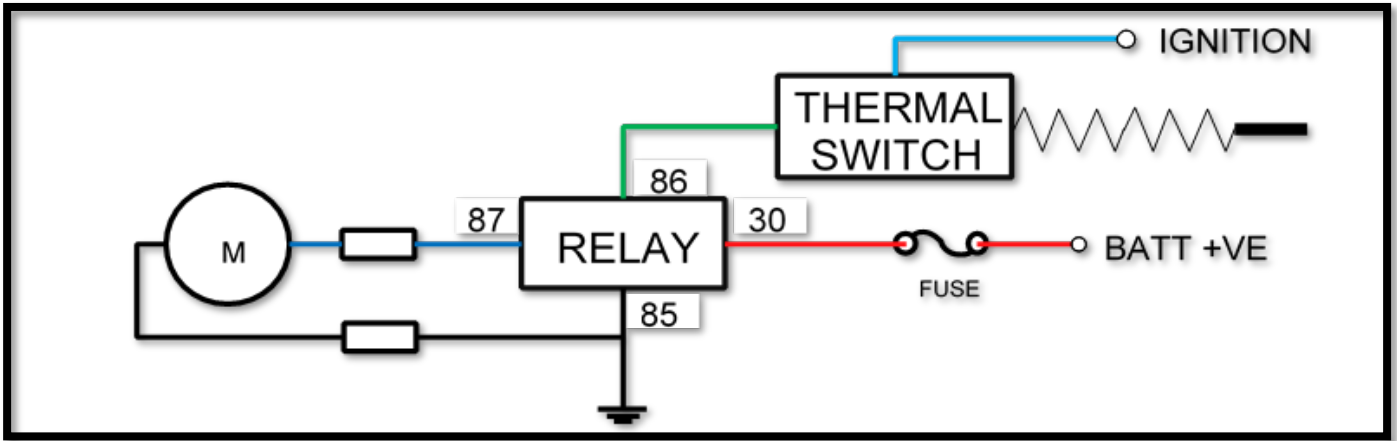 IGNITION
THERMAL
SWITCH
86
87
30
M
RELAY
BATT +VE
FUSE
85